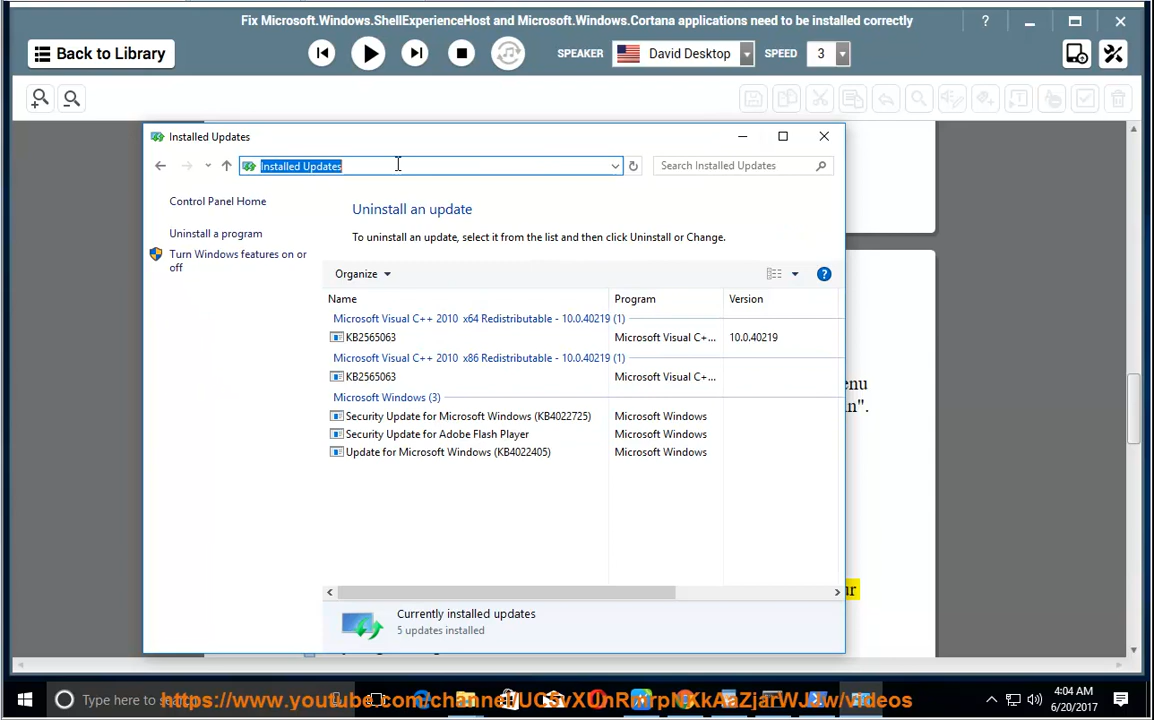 Fix Microsoft.Windows.ShellExperienceHost and Microsoft.Windows.Cortana applications need to be installed correctly
Back to Library
SPEAKER
David Desktop
SPEED
3
Installed Updates
Installed Updates
Search Installed Updates
Control Panel Home
Uninstall a program
Turn Windows features on or off
Uninstall an update
To uninstall an update, select it from the list and then click Uninstall or Change.
Organize
Name
Program
Version
Microsoft Visual C++ 2010 x64 Redistributable - 10.0.40219 (1)
KB2565063
Microsoft Visual C+...
10.0.40219
Microsoft Visual C++ 2010 x86 Redistributable - 10.0.40219 (1)
KB2565063
Microsoft Visual C+...
Microsoft Windows (3)
Security Update for Microsoft Windows (KB4022725)
Microsoft Windows
Security Update for Adobe Flash Player
Microsoft Windows
Update for Microsoft Windows (KB4022405)
Microsoft Windows
enu
n".
ur
Currently installed updates
5 updates installed
Type here to
4:04 AM
6/20/2017